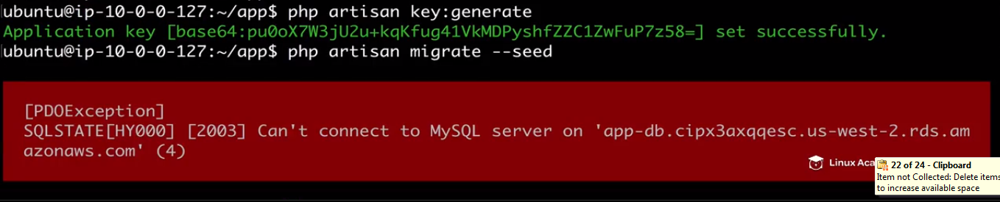 ubuntu@ip-10-0-0-127:~/app$ php artisan key:generate
Application key [base64:pu0oX7W3jU2u+kqKfug41VkMDPyshfZZC1ZwFuP7z58=] set successfully.
ubuntu@ip-10-0-0-127:~/app$ php artisan migrate --seed
[PDOException]
SQLSTATE[HY000] [2003] Can't connect to MySQL server on 'app-db.cipx3axqqesc.us-west-2.rds.am
azonaws.com' (4)
Linux Aca
22 of 24 - Clipboard
Item not Collected: Delete items
to increase available space